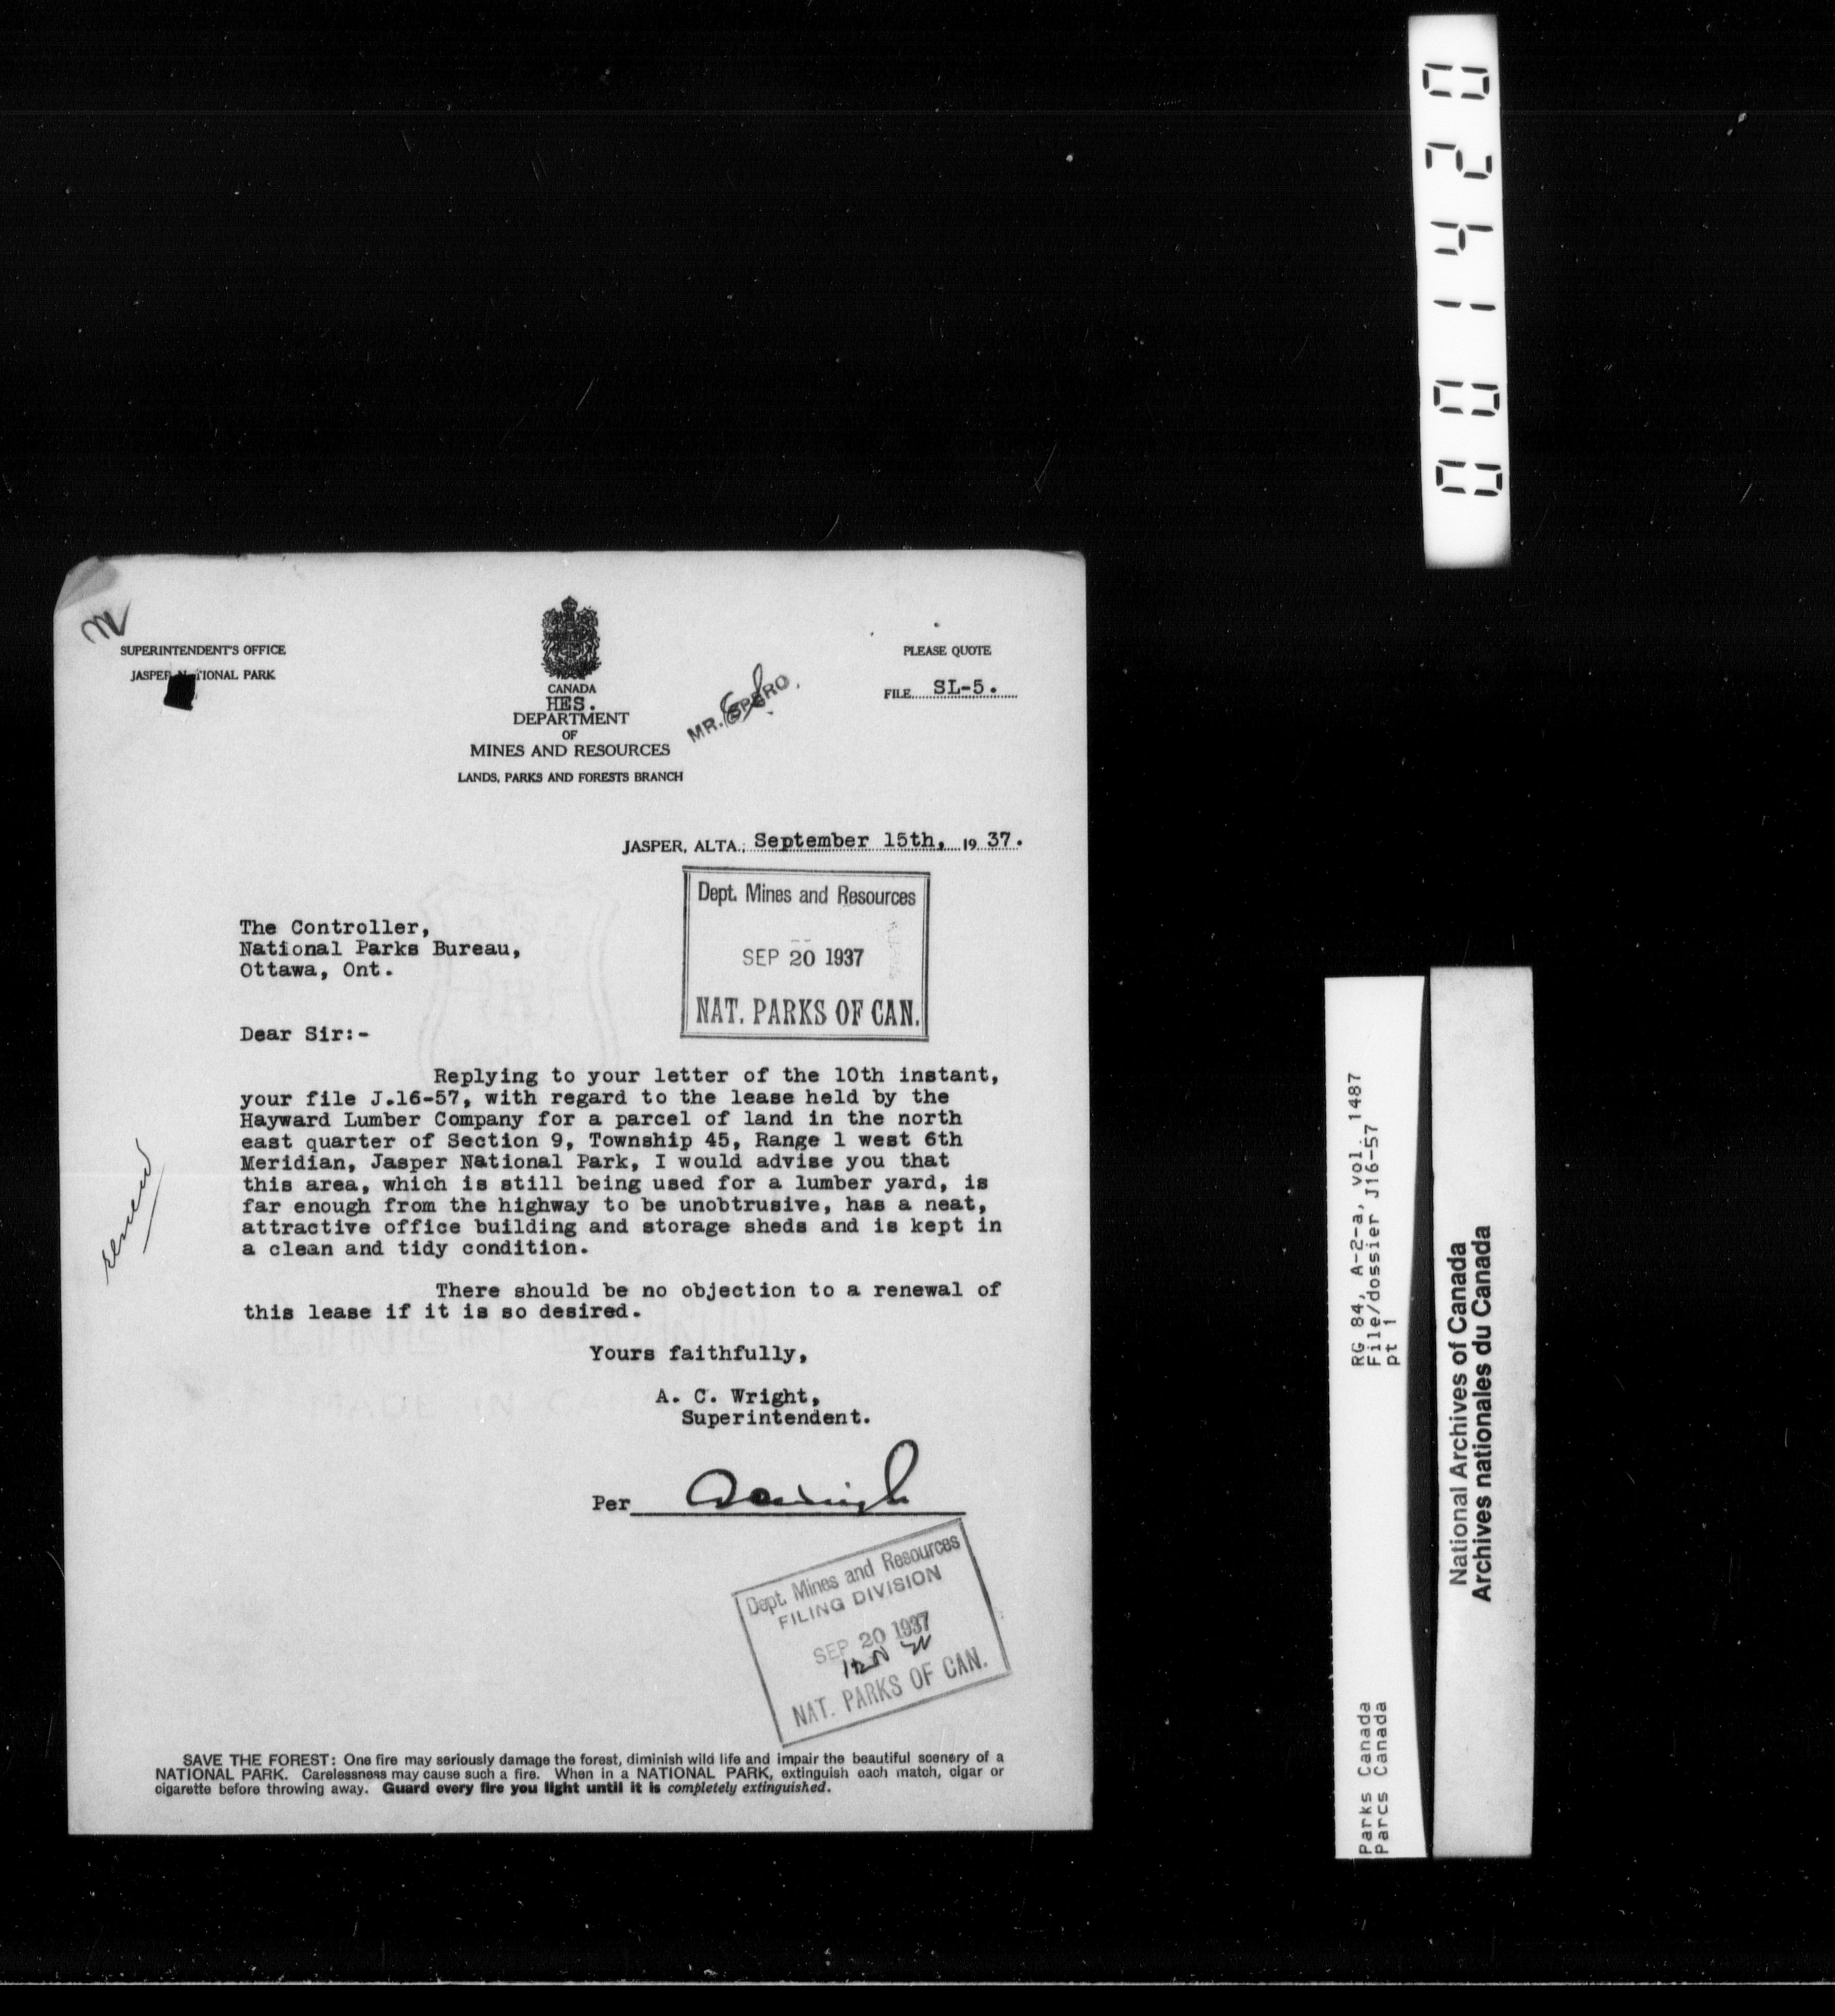 SUPERINTENDENT'S OFFICE
JASPER NATIONAL PARK
CANADA
HES.
DEPARTMENT
OF
MINES AND RESOURCES
LANDS, PARKS AND FORESTS BRANCH
MR. SPERO.
PLEASE QUOTE
FILE SL-5.
JASPER, ALTA., September 15th, 1937.
Dept. Mines and Resources
SEP 20 1937
NAT. PARKS OF CAN.
The Controller,
National Parks Bureau,
Ottawa, Ont.
Dear Sir:-
Replying to your letter of the 10th instant,
your file J.16-57, with regard to the lease held by the
Hayward Lumber Company for a parcel of land in the north
east quarter of Section 9, Township 45, Range 1 west 6th
Meridian, Jasper National Park, I would advise you that
this area, which is still being used for a lumber yard, is
far enough from the highway to be unobtrusive, has a neat,
attractive office building and storage sheds and is kept in
a clean and tidy condition.
There should be no objection to a renewal of
this lease if it is so desired.
Yours faithfully,
A. C. Wright,
Superintendent.
Per
Dept. Mines and Resources
FILING DIVISION
SEP 20 1937
NAT. PARKS OF CAN.
SAVE THE FOREST: One fire may seriously damage the forest, diminish wild life and impair the beautiful scenery of a
NATIONAL PARK. Carelessness may cause such a fire. When in a NATIONAL PARK, extinguish each match, cigar or
cigarette before throwing away. Guard every fire you light until it is completely extinguished.
RG 84, A-2-a, vol. 1487
File/dossier J16-57
pt 1
Parks Canada
Parcs Canada
National Archives of Canada
Archives nationales du Canada